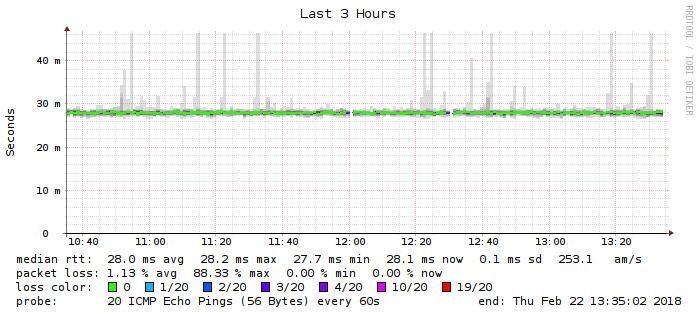 Last 3 Hours
RRDTOOL / TOBI OETIKER
Seconds
40 m
30 m
20 m
10 m
0
10:40 11:00 11:20 11:40 12:00 12:20 12:40 13:00 13:20
median rtt: 28.0 ms avg 28.2 ms max 27.7 ms min 28.1 ms now 0.1 ms sd 253.1 am/s
packet loss: 1.13 % avg 88.33 % max 0.00 % min 0.00 % now
loss color: 0 1/20 2/20 3/20 4/20 10/20 19/20
probe: 20 ICMP Echo Pings (56 Bytes) every 60s end: Thu Feb 22 13:35:02 2018